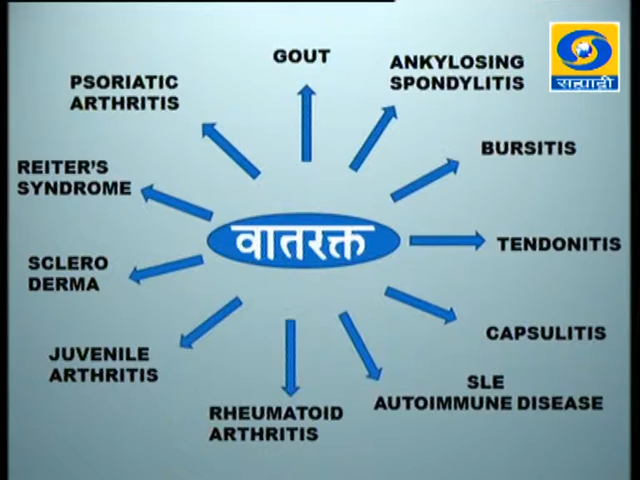 GOUT
ANKYLOSING
SPONDYLITIS
PSORIATIC
ARTHRITIS
BURSITIS
REITER'S
SYNDROME
वातरक्त
TENDONITIS
SCLERO
DERMA
CAPSULITIS
JUVENILE
ARTHRITIS
SLE
AUTOIMMUNE DISEASE
RHEUMATOID
ARTHRITIS
सह्याद्री